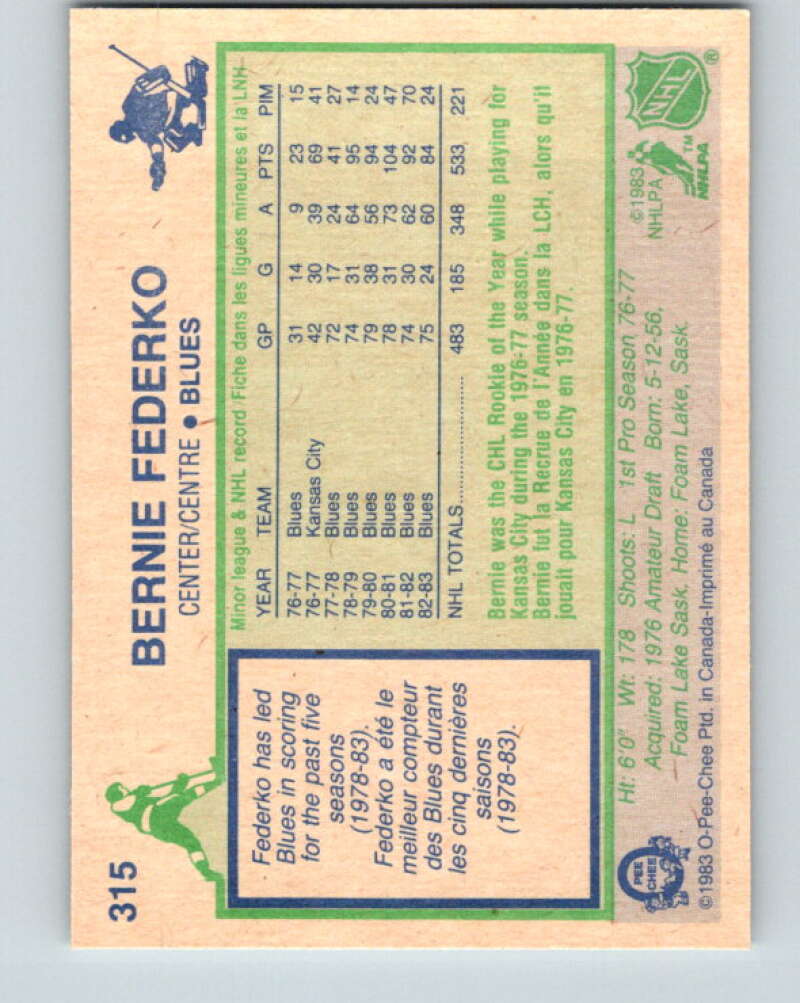 315
BERNIE FEDERKO
CENTER/CENTRE • BLUES
Federko has led
Blues in scoring
for the past five
seasons
(1978-83).
Federko a été le
meilleur compteur
des Blues durant
les cinq dernières
saisons
(1978-83).
Minor league & NHL record/Fiche dans les ligues mineures et la LNH
YEAR TEAM GP G A PTS PIM
76-77 Blues 31 14 9 23 15
76-77 Kansas City 42 30 39 69 41
77-78 Blues 72 17 24 41 27
78-79 Blues 74 31 64 95 14
79-80 Blues 79 38 56 94 24
80-81 Blues 78 31 73 104 47
81-82 Blues 74 30 62 92 70
82-83 Blues 75 24 60 84 24
NHL TOTALS.................. 483 185 348 533 221
Bernie was the CHL Rookie of the Year while playing for
Kansas City during the 1976-77 season.
Bernie fut la Recrue de l'Année dans la LCH, alors qu'il
jouait pour Kansas City en 1976-77.
Ht: 6'0" Wt: 178 Shoots: L 1st Pro Season 76-77
Acquired: 1976 Amateur Draft Born: 5-12-56,
Foam Lake Sask. Home: Foam Lake, Sask.
©1983 O-Pee-Chee Ptd. in Canada-Imprimé au Canada
O
PEE
CHEE
©1983
NHLPA
NHL
®
TM
NHLPA